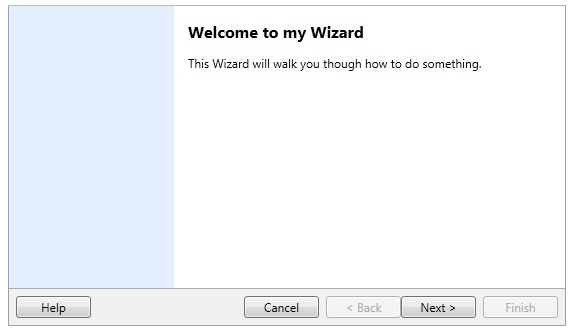 Welcome to my Wizard
This Wizard will walk you though how to do something.
Help
Cancel
< Back
Next >
Finish